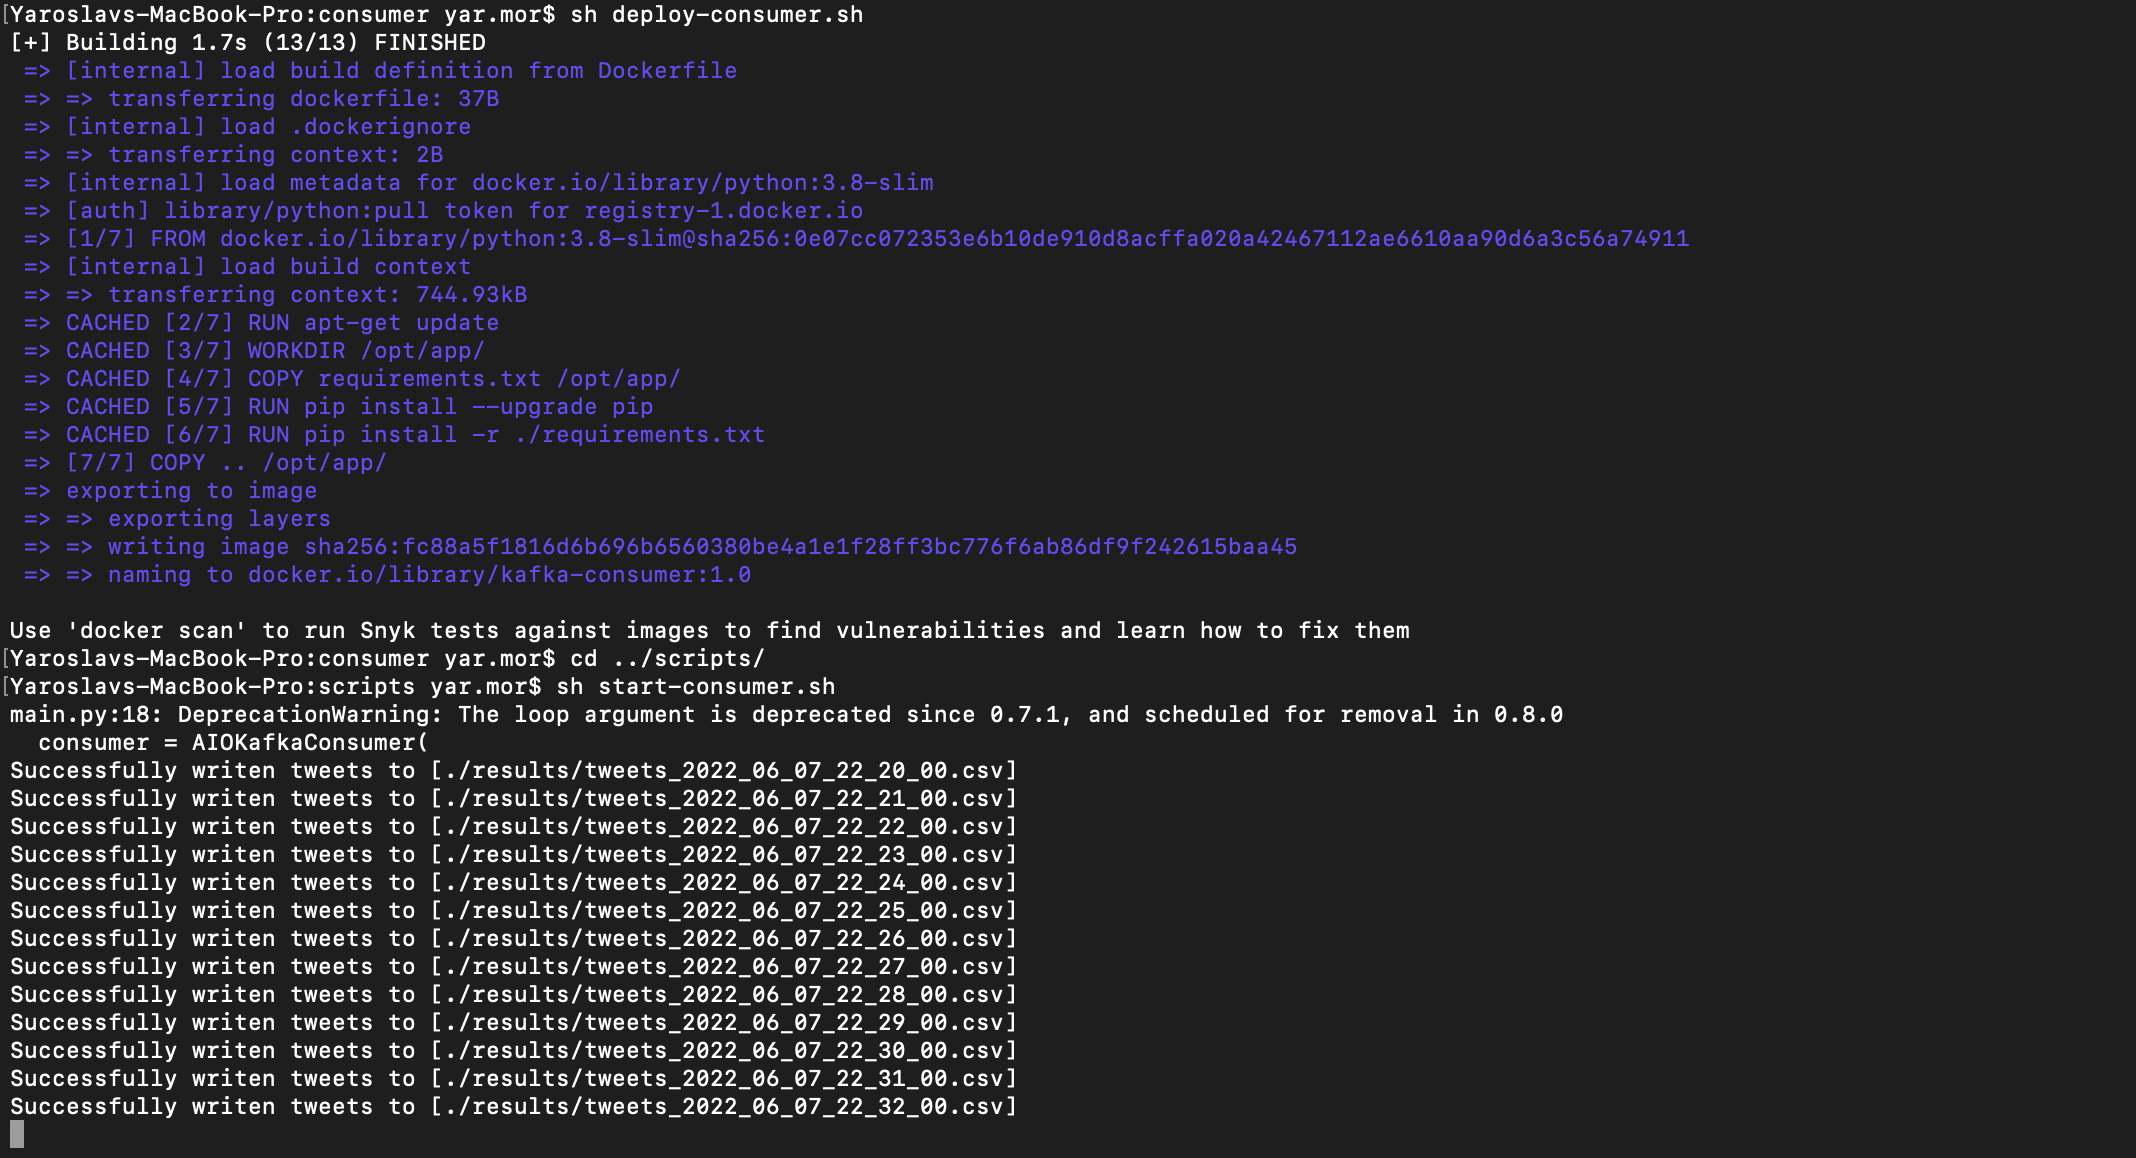 [Yaroslavs-MacBook-Pro:consumer yar.mor$ sh deploy-consumer.sh
[+] Building 1.7s (13/13) FINISHED
 => [internal] load build definition from Dockerfile
 => => transferring dockerfile: 37B
 => [internal] load .dockerignore
 => => transferring context: 2B
 => [internal] load metadata for docker.io/library/python:3.8-slim
 => [auth] library/python:pull token for registry-1.docker.io
 => [1/7] FROM docker.io/library/python:3.8-slim@sha256:0e07cc072353e6b10de910d8acffa020a42467112ae6610aa90d6a3c56a74911
 => [internal] load build context
 => => transferring context: 744.93kB
 => CACHED [2/7] RUN apt-get update
 => CACHED [3/7] WORKDIR /opt/app/
 => CACHED [4/7] COPY requirements.txt /opt/app/
 => CACHED [5/7] RUN pip install --upgrade pip
 => CACHED [6/7] RUN pip install -r ./requirements.txt
 => [7/7] COPY .. /opt/app/
 => exporting to image
 => => exporting layers
 => => writing image sha256:fc88a5f1816d6b696b6560380be4a1e1f28ff3bc776f6ab86df9f242615baa45
 => => naming to docker.io/library/kafka-consumer:1.0

Use 'docker scan' to run Snyk tests against images to find vulnerabilities and learn how to fix them
[Yaroslavs-MacBook-Pro:consumer yar.mor$ cd ../scripts/
[Yaroslavs-MacBook-Pro:scripts yar.mor$ sh start-consumer.sh
main.py:18: DeprecationWarning: The loop argument is deprecated since 0.7.1, and scheduled for removal in 0.8.0
  consumer = AIOKafkaConsumer(
Successfully writen tweets to [./results/tweets_2022_06_07_22_20_00.csv]
Successfully writen tweets to [./results/tweets_2022_06_07_22_21_00.csv]
Successfully writen tweets to [./results/tweets_2022_06_07_22_22_00.csv]
Successfully writen tweets to [./results/tweets_2022_06_07_22_23_00.csv]
Successfully writen tweets to [./results/tweets_2022_06_07_22_24_00.csv]
Successfully writen tweets to [./results/tweets_2022_06_07_22_25_00.csv]
Successfully writen tweets to [./results/tweets_2022_06_07_22_26_00.csv]
Successfully writen tweets to [./results/tweets_2022_06_07_22_27_00.csv]
Successfully writen tweets to [./results/tweets_2022_06_07_22_28_00.csv]
Successfully writen tweets to [./results/tweets_2022_06_07_22_29_00.csv]
Successfully writen tweets to [./results/tweets_2022_06_07_22_30_00.csv]
Successfully writen tweets to [./results/tweets_2022_06_07_22_31_00.csv]
Successfully writen tweets to [./results/tweets_2022_06_07_22_32_00.csv]